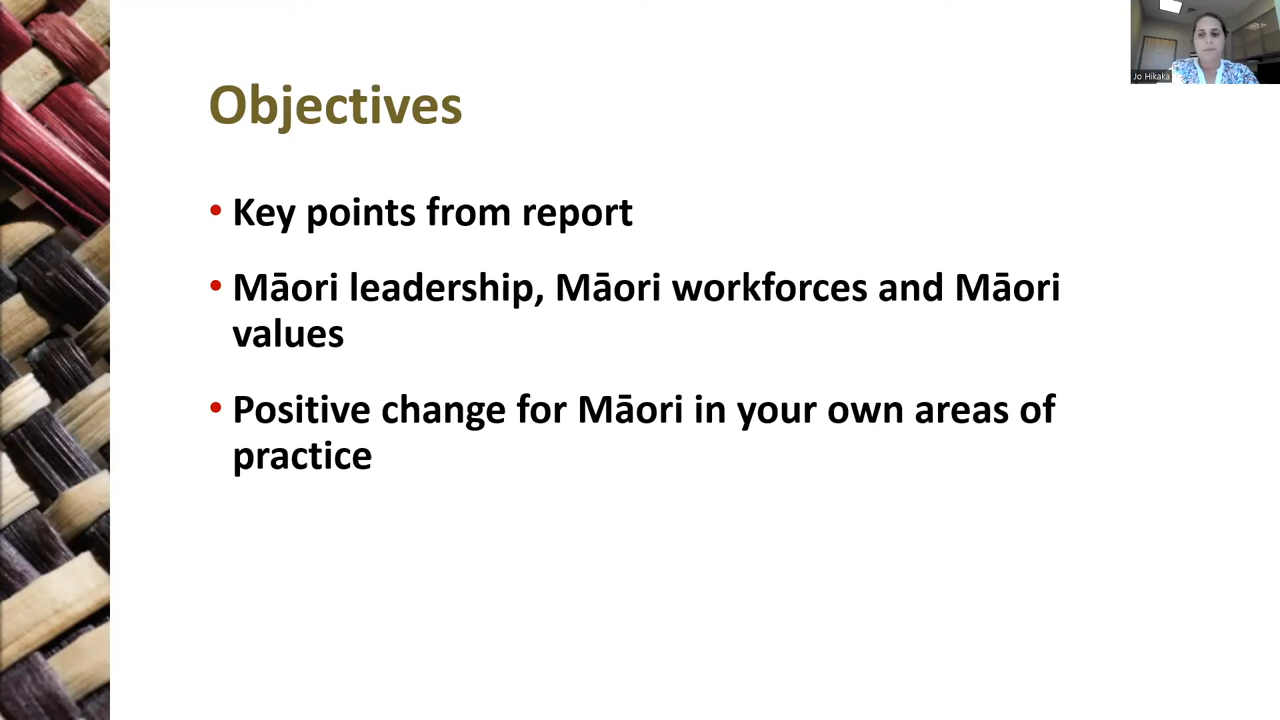 Objectives
• Key points from report
• Māori leadership, Māori workforces and Māori
values
• Positive change for Māori in your own areas of
practice
Jo Hikaka